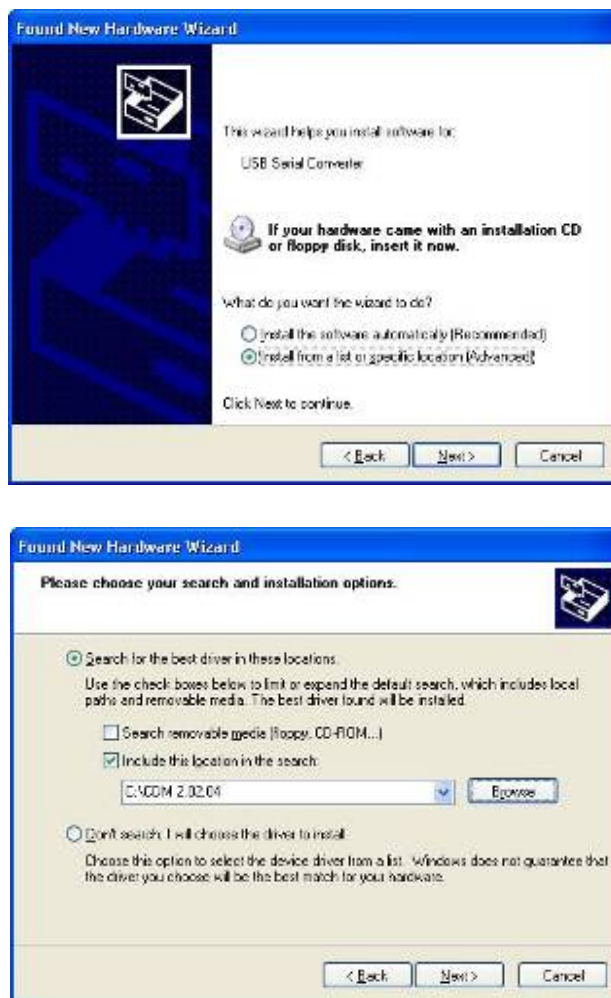 Found New Hardware Wizard
This wizard helps you install software for:
USB Serial Converter
If your hardware came with an installation CD
or floppy disk, insert it now.
What do you want the wizard to do?
Install the software automatically (Recommended)
Install from a list or specific location (Advanced)
Click Next to continue.
< Back Next > Cancel
Found New Hardware Wizard
Please choose your search and installation options.
Search for the best driver in these locations.
Use the check boxes below to limit or expand the default search, which includes local
paths and removable media. The best driver found will be installed.
Search removable media (floppy, CD-ROM...)
Include this location in the search:
C:\CDM 2.02.04
Browse
Don't search. I will choose the driver to install.
Choose this option to select the device driver from a list. Windows does not guarantee that
the driver you choose will be the best match for your hardware.
< Back Next > Cancel